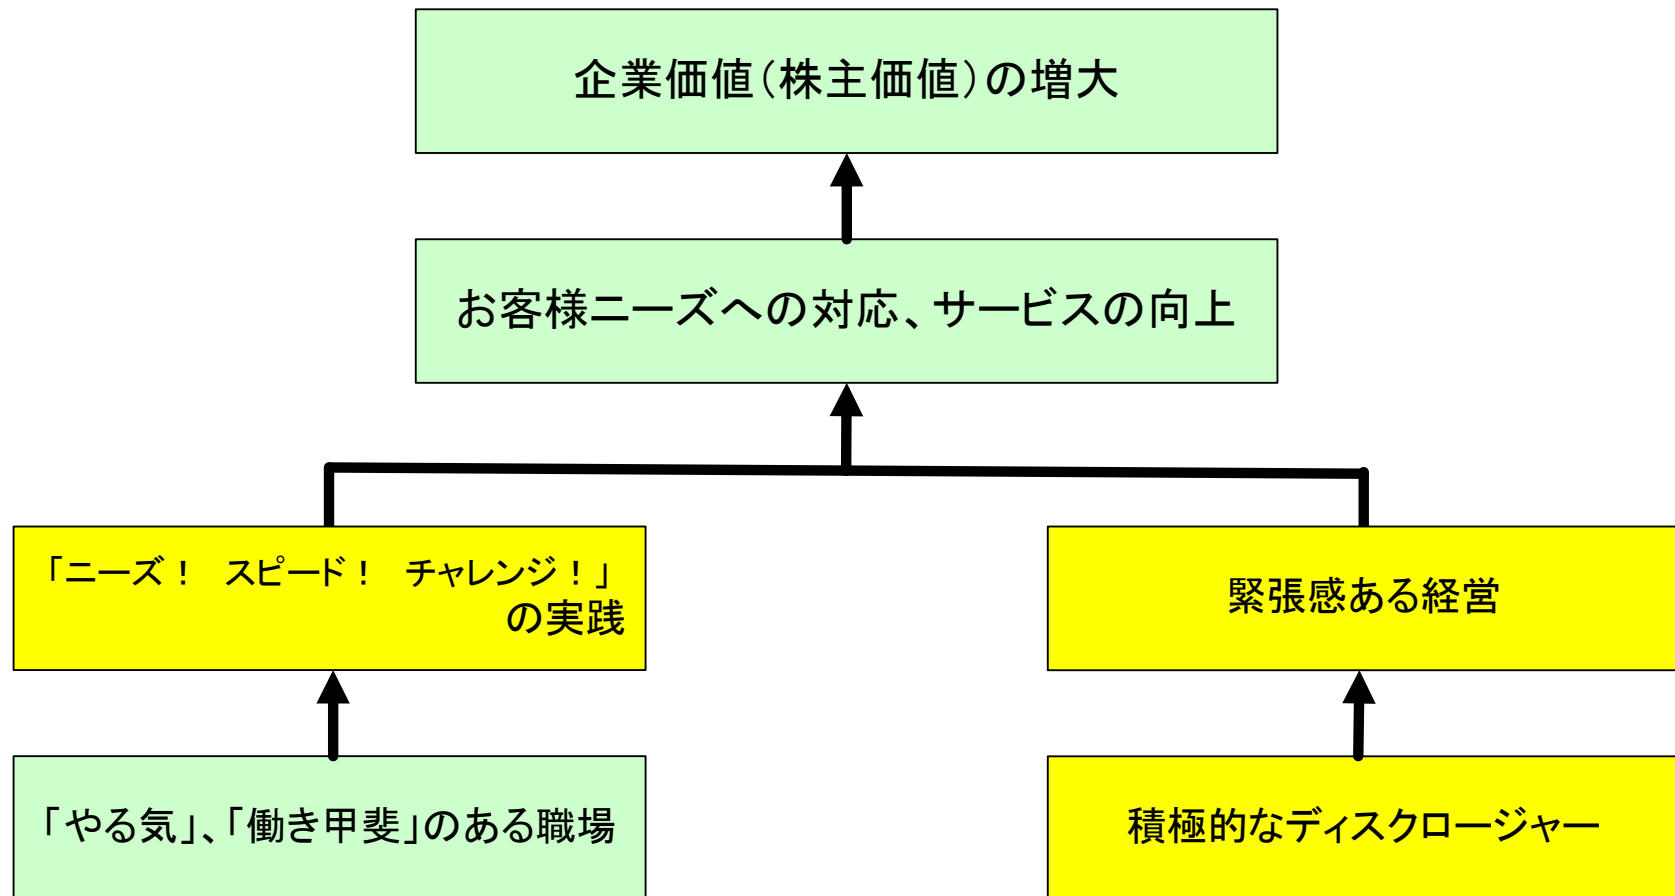 企業価値(株主価値)の増大
お客様ニーズへの対応、サービスの向上
「ニーズ！　スピード！　チャレンジ！」
の実践
緊張感ある経営
「やる気」、「働き甲斐」のある職場
積極的なディスクロージャー